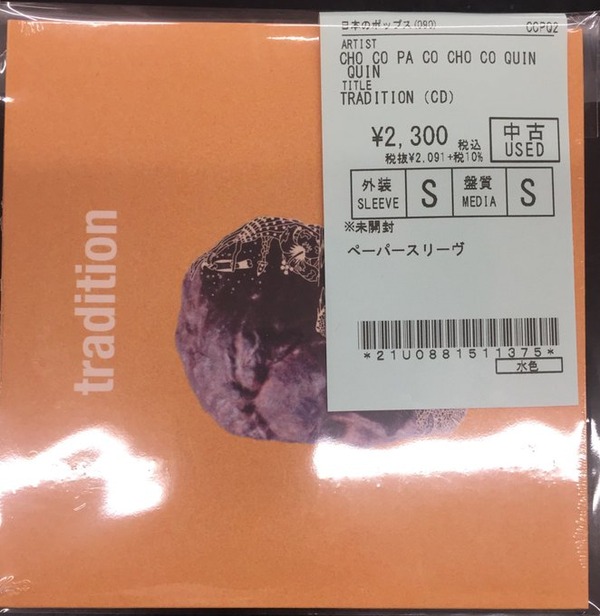 日本のポップス(080)
CCPQ2
ARTIST
CHO CO PA CO CHO CO QUIN
QUIN
TITLE
TRADITION (CD)
¥2,300 税込
税抜¥2,091+税10%
中古
USED
外装
SLEEVE
S
盤質
MEDIA
S
※未開封
ペーパースリーヴ
*21U0881511375*
水色
tradition